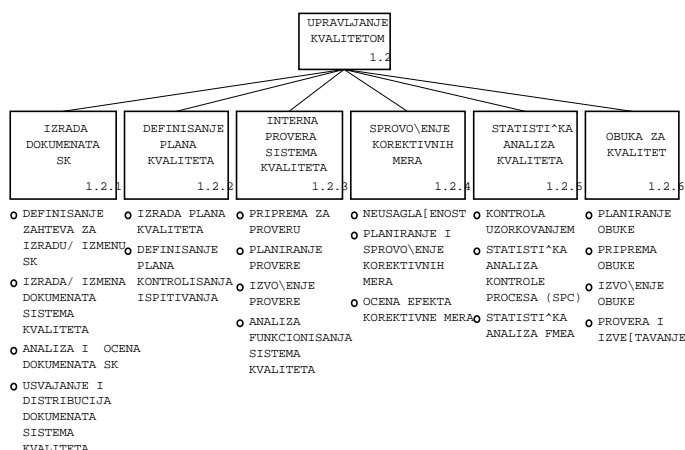 UPRAVLJANJE
KVALITETOM
1.2
IZRADA
DOKUMENATA
SK
1.2.1
DEFINISANJE
PLANA
KVALITETA
1.2.2
INTERNA
PROVERA
SISTEMA
KVALITETA
1.2.3
SPROVO\ENJE
KOREKTIVNIH
MERA
1.2.4
STATISTI^KA
ANALIZA
KVALITETA
1.2.5
OBUKA ZA
KVALITET
1.2.6
DEFINISANJE
ZAHTEVA ZA
IZRADU/ IZMENU
SK
IZRADA/ IZMENA
DOKUMENATA
SISTEMA
KVALITETA
ANALIZA I OCENA
DOKUMENATA SK
USVAJANJE I
DISTRIBUCIJA
DOKUMENATA
SISTEMA
KVALITETA
IZRADA PLANA
KVALITETA
DEFINISANJE
PLANA
KONTROLISANJA
ISPITIVANJA
PRIPREMA ZA
PROVERU
PLANIRANJE
PROVERE
IZVO\ENJE
PROVERE
ANALIZA
FUNKCIONISANJA
SISTEMA
KVALITETA
NEUSAGLA[ENOST
PLANIRANJE I
SPROVO\ENJE
KOREKTIVNIH
MERA
OCENA EFEKTA
KOREKTIVNE MERA
KONTROLA
UZORKOVANJEM
STATISTI^KA
ANALIZA
KONTROLE
PROCESA (SPC)
STATISTI^KA
ANALIZA FMEA
PLANIRANJE
OBUKE
PRIPREMA
OBUKE
IZVO\ENJE
OBUKE
PROVERA I
IZVE[TAVANJE